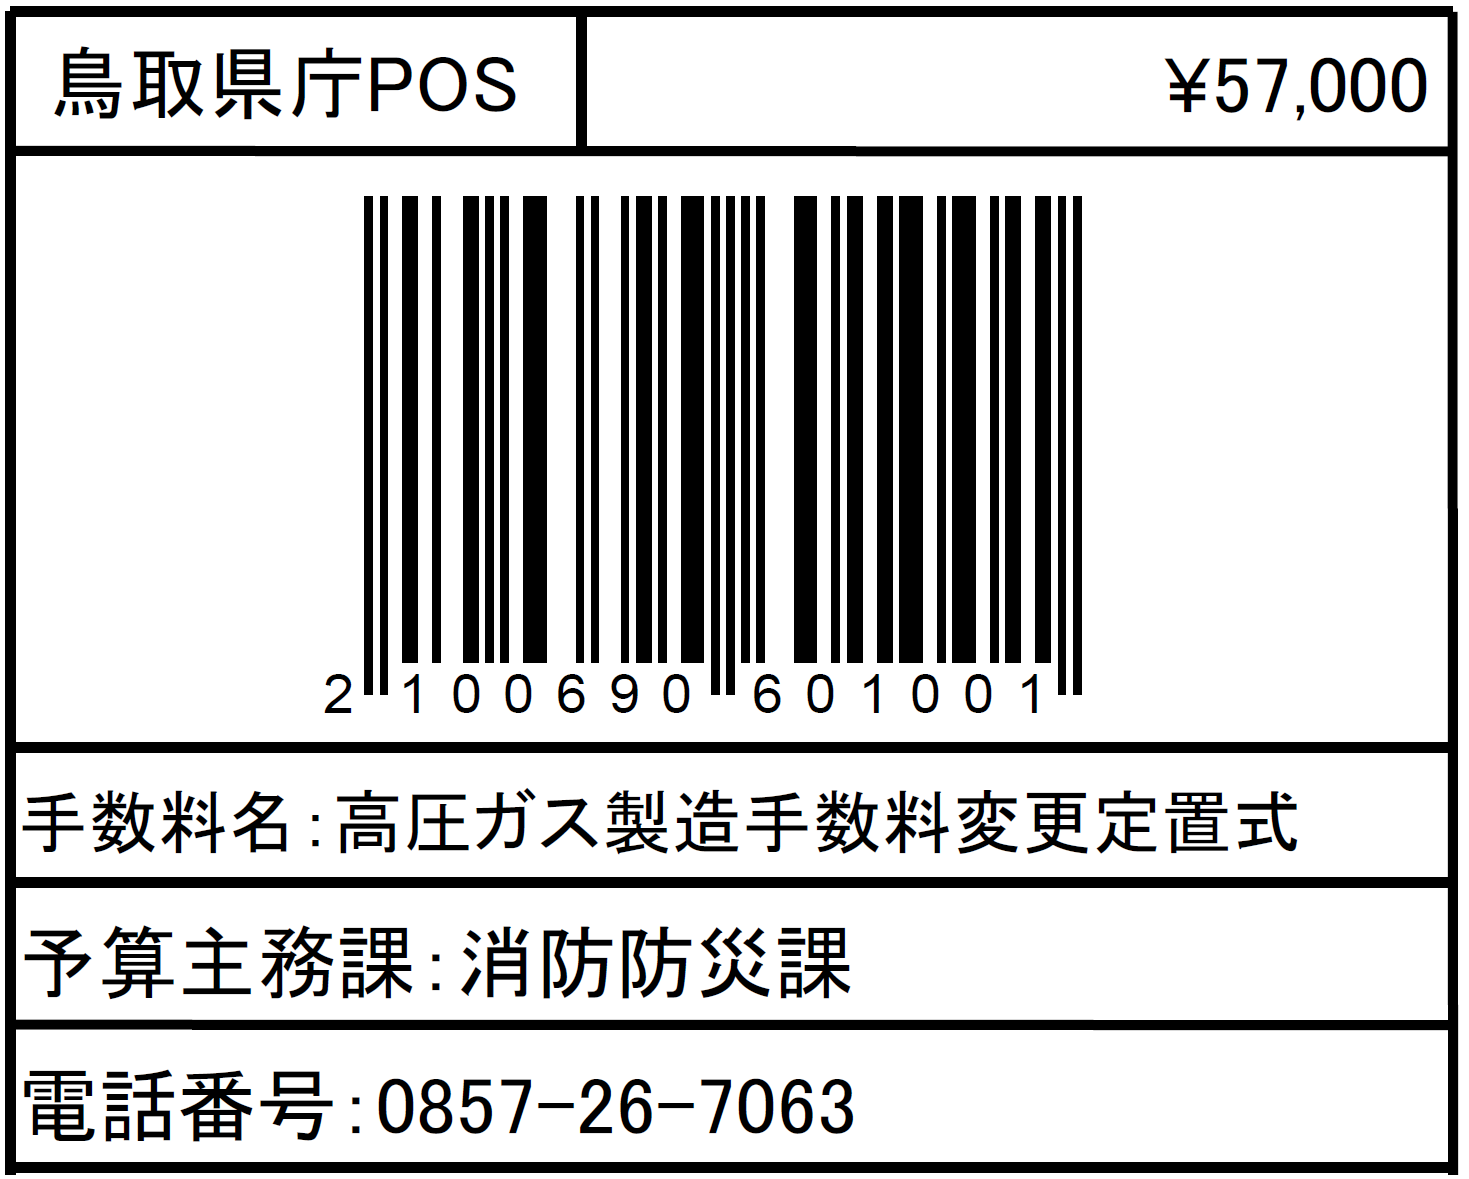 鳥取県庁POS
¥57,000
2 100690 601001
手数料名:高圧ガス製造手数料変更定置式
予算主務課:消防防災課
電話番号:0857-26-7063